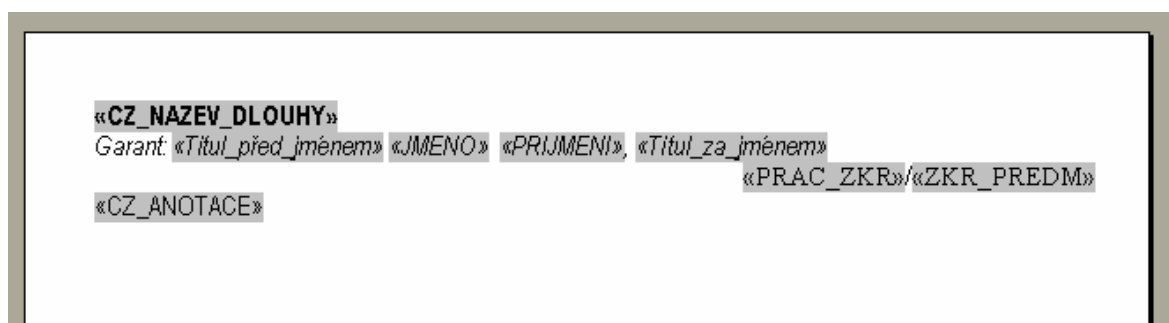 «CZ_NAZEV_DLOUHY»
Garant: «Titul_před_jménem» «JMENO» «PRIJMENI», «Titul_za_jménem»
«PRAC_ZKR»/«ZKR_PREDM»
«CZ_ANOTACE»